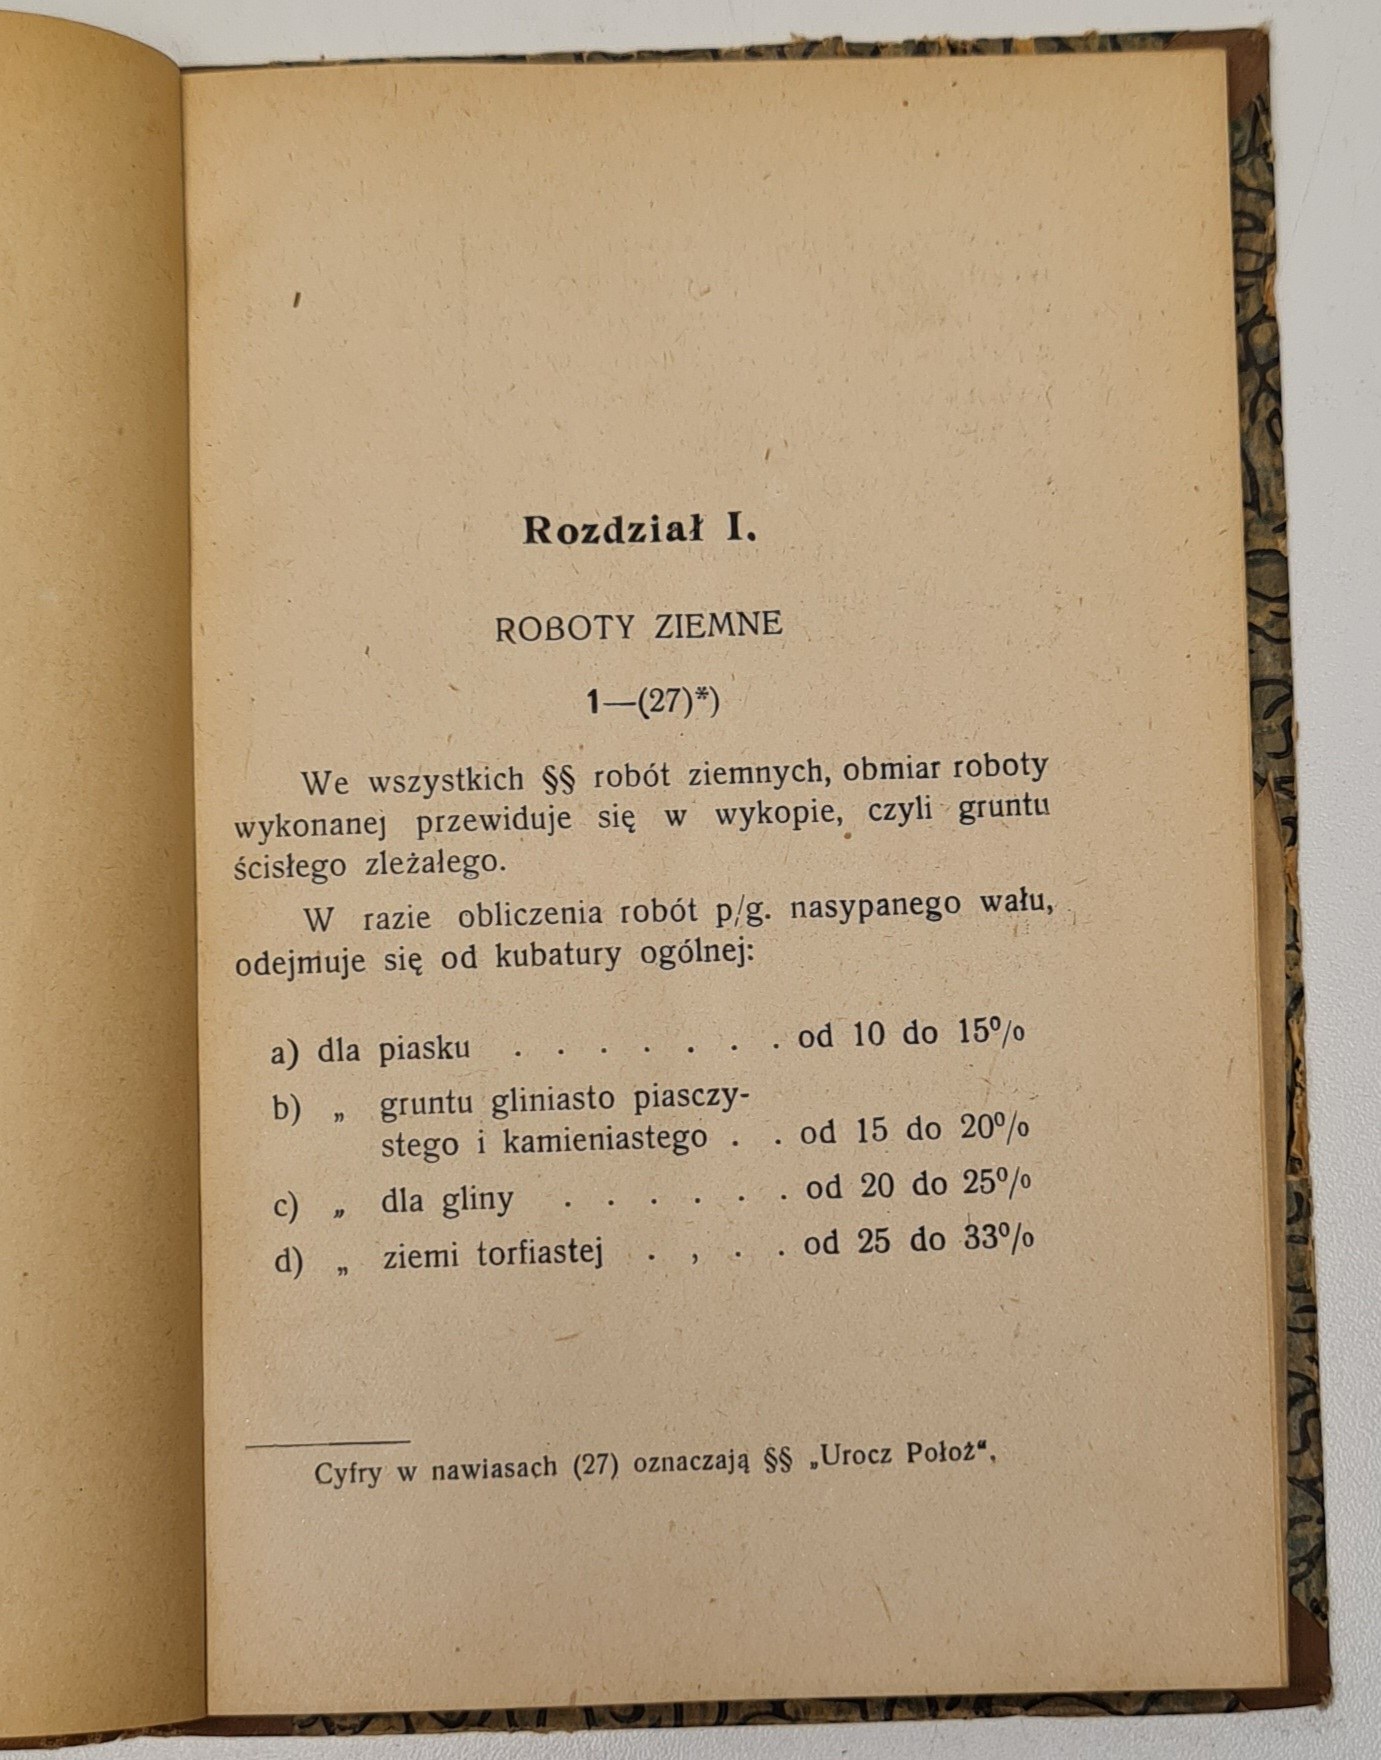 Rozdział I.
ROBOTY ZIEMNE
1—(27)*)
We wszystkich §§ robót ziemnych, obmiar roboty
wykonanej przewiduje się w wykopie, czyli gruntu
ścisłego zleżałego.
W razie obliczenia robót p/g. nasypanego wału,
odejmuje się od kubatury ogólnej:
a) dla piasku . . . . . . . od 10 do 15%
b) „ gruntu gliniasto piasczy-
stego i kamieniastego . . od 15 do 20%
c) „ dla gliny . . . . . . od 20 do 25%
d) „ ziemi torfiastej . , . . od 25 do 33%
Cyfry w nawiasach (27) oznaczają §§ „Urocz Położ“.